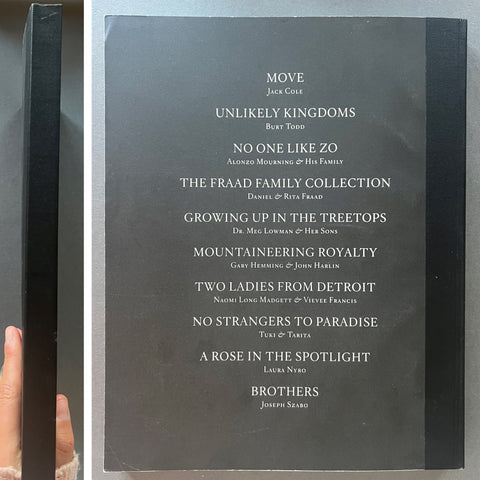 MOVE
Jack Cole
UNLIKELY KINGDOMS
Burt Todd
NO ONE LIKE ZO
Alonzo Mourning & His Family
THE FRAAD FAMILY COLLECTION
Daniel & Rita Fraad
GROWING UP IN THE TREETOPS
Dr. Meg Lowman & Her Sons
MOUNTAINEERING ROYALTY
Gary Hemming & John Harlin
TWO LADIES FROM DETROIT
Naomi Long Madgett & Vievee Francis
NO STRANGERS TO PARADISE
Tuki & Tarita
A ROSE IN THE SPOTLIGHT
Laura Nyro
BROTHERS
Joseph Szabo